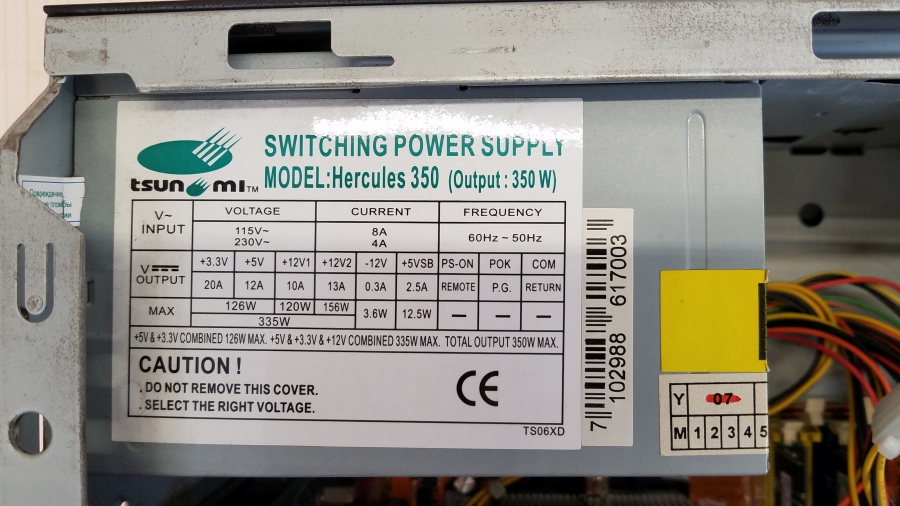 SWITCHING POWER SUPPLY
tsunами™ MODEL:Hercules 350 (Output : 350 W)
V~ INPUT VOLTAGE CURRENT FREQUENCY
115V~ 8A 60Hz ~ 50Hz
230V~ 4A
V OUTPUT +3.3V +5V +12V1 +12V2 -12V +5VSB PS-ON POK COM
20A 12A 10A 13A 0.3A 2.5A REMOTE P.G. RETURN
MAX 126W 120W 156W 3.6W 12.5W — — —
335W
+5V & +3.3V COMBINED 126W MAX. +5V & +3.3V & +12V COMBINED 335W MAX. TOTAL OUTPUT 350W MAX.
CAUTION !
. DO NOT REMOVE THIS COVER.
. SELECT THE RIGHT VOLTAGE.
CE
TS06XD
7 102988 617003
Y 07
M 1 2 3 4 5